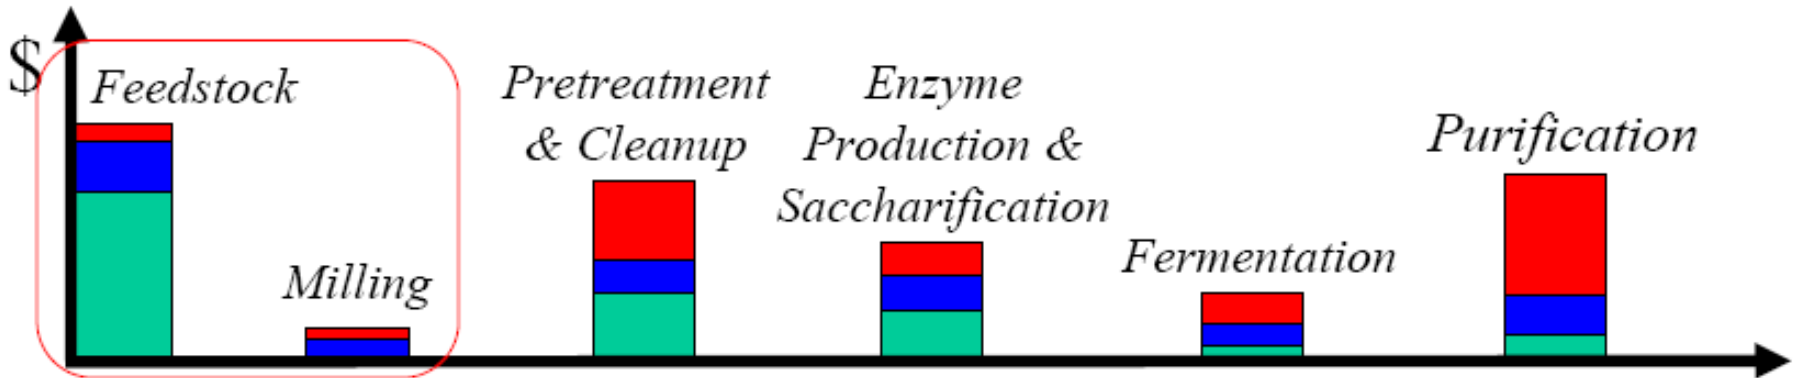 $
Feedstock
Milling
Pretreatment
& Cleanup
Enzyme
Production &
Saccharification
Fermentation
Purification